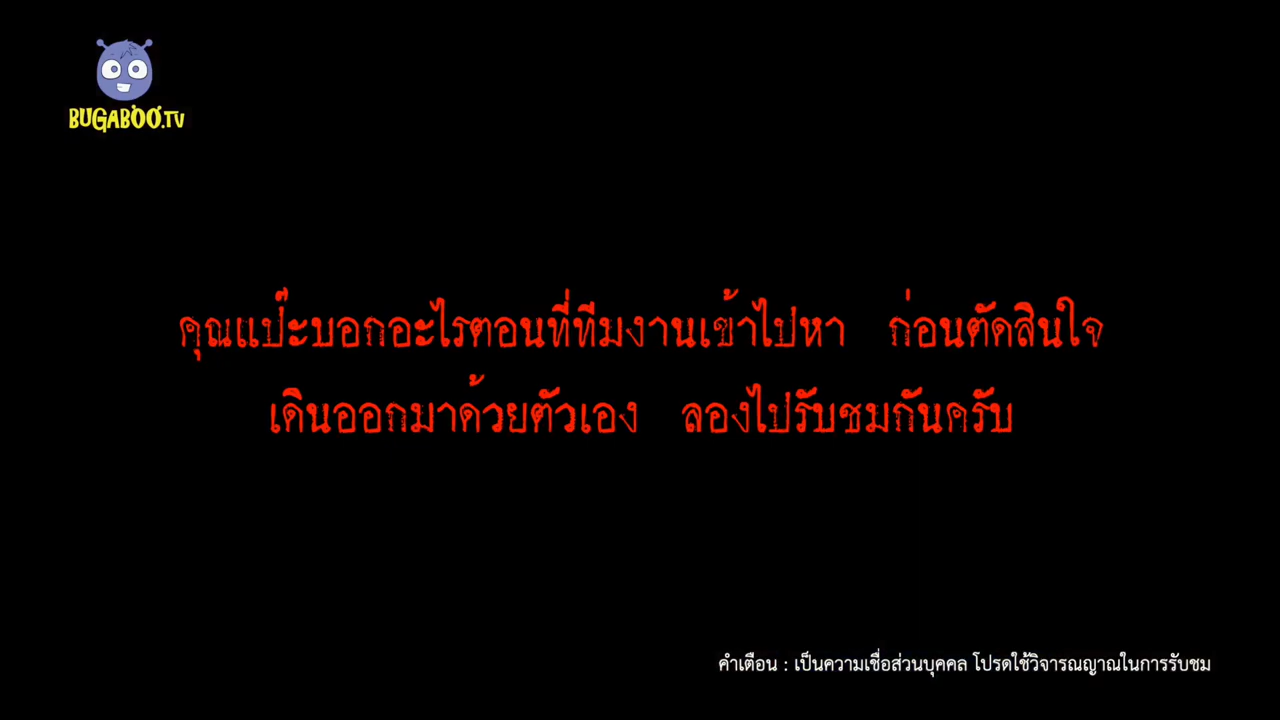 BUGABOO.TV
คุณแป๊ะบอกอะไรตอนที่ทีมงานเข้าไปหา ก่อนตัดสินใจ
เดินออกมาด้วยตัวเอง ลองไปรับชมกันครับ
คำเตือน : เป็นความเชื่อส่วนบุคคล โปรดใช้วิจารณญาณในการรับชม